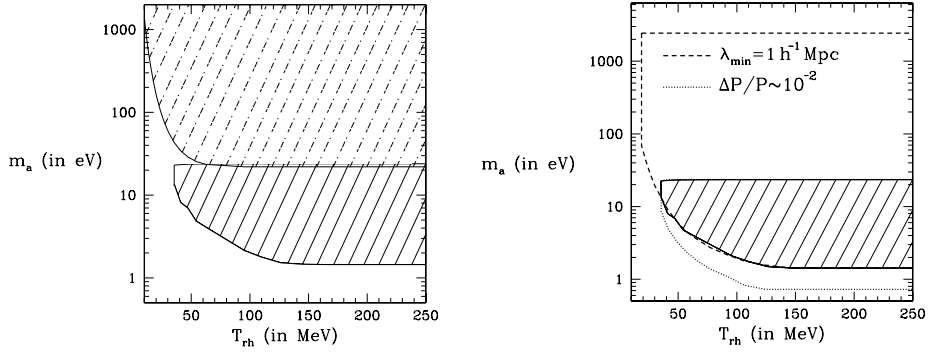 1000
100
10
1
m_a (in eV)
50 100 150 200 250
T_rh (in MeV)
1000
100
10
1
m_a (in eV)
λ_min=1 h⁻¹ Mpc
ΔP/P~10⁻²
50 100 150 200 250
T_rh (in MeV)